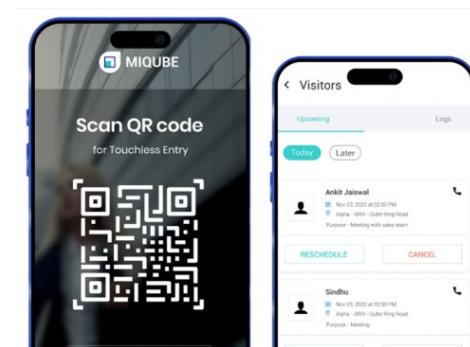 MIQUBE
Scan QR code
for Touchless Entry
Visitors
Upcoming Logs
Today Later
Ankit Jaiswal
Nov 23, 2020 at 02:50 PM
Alpha - ORR - Outer Ring Road
Purpose - Meeting with sales team
RESCHEDULE CANCEL
Sindhu
Nov 23, 2020 at 03:50 PM
Alpha - ORR - Outer Ring Road
Purpose - Meeting